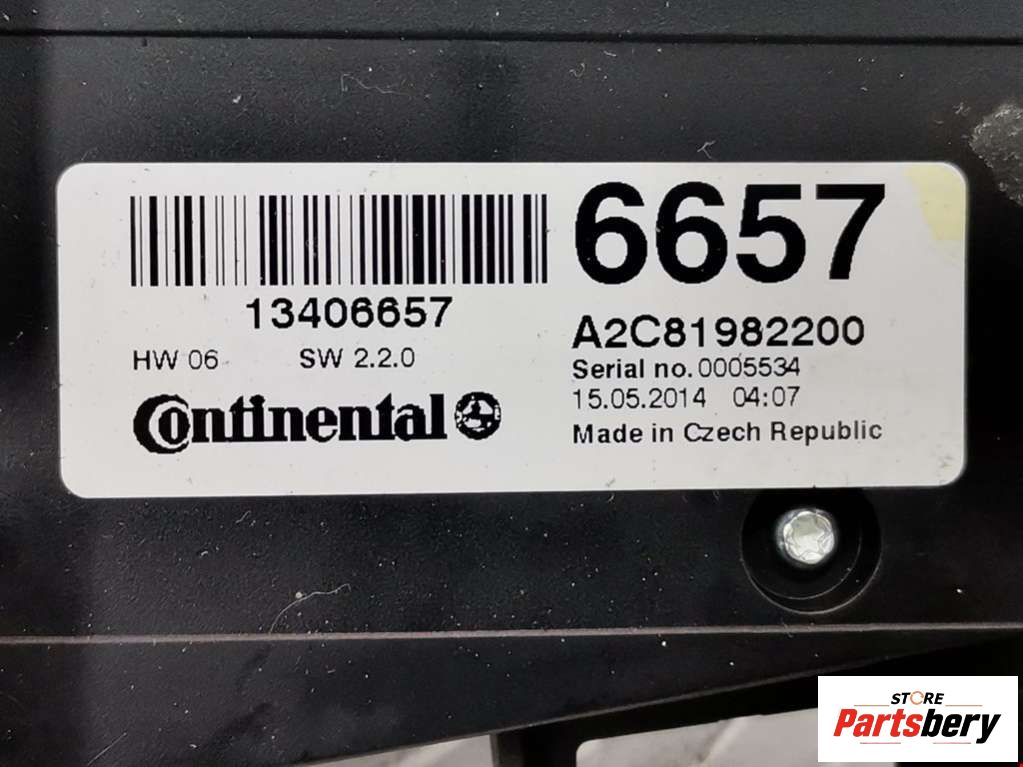 6657
13406657
A2C81982200
HW 06 SW 2.2.0
Serial no. 0005534
15.05.2014 04:07
Continental
Made in Czech Republic
STORE
Partsbery